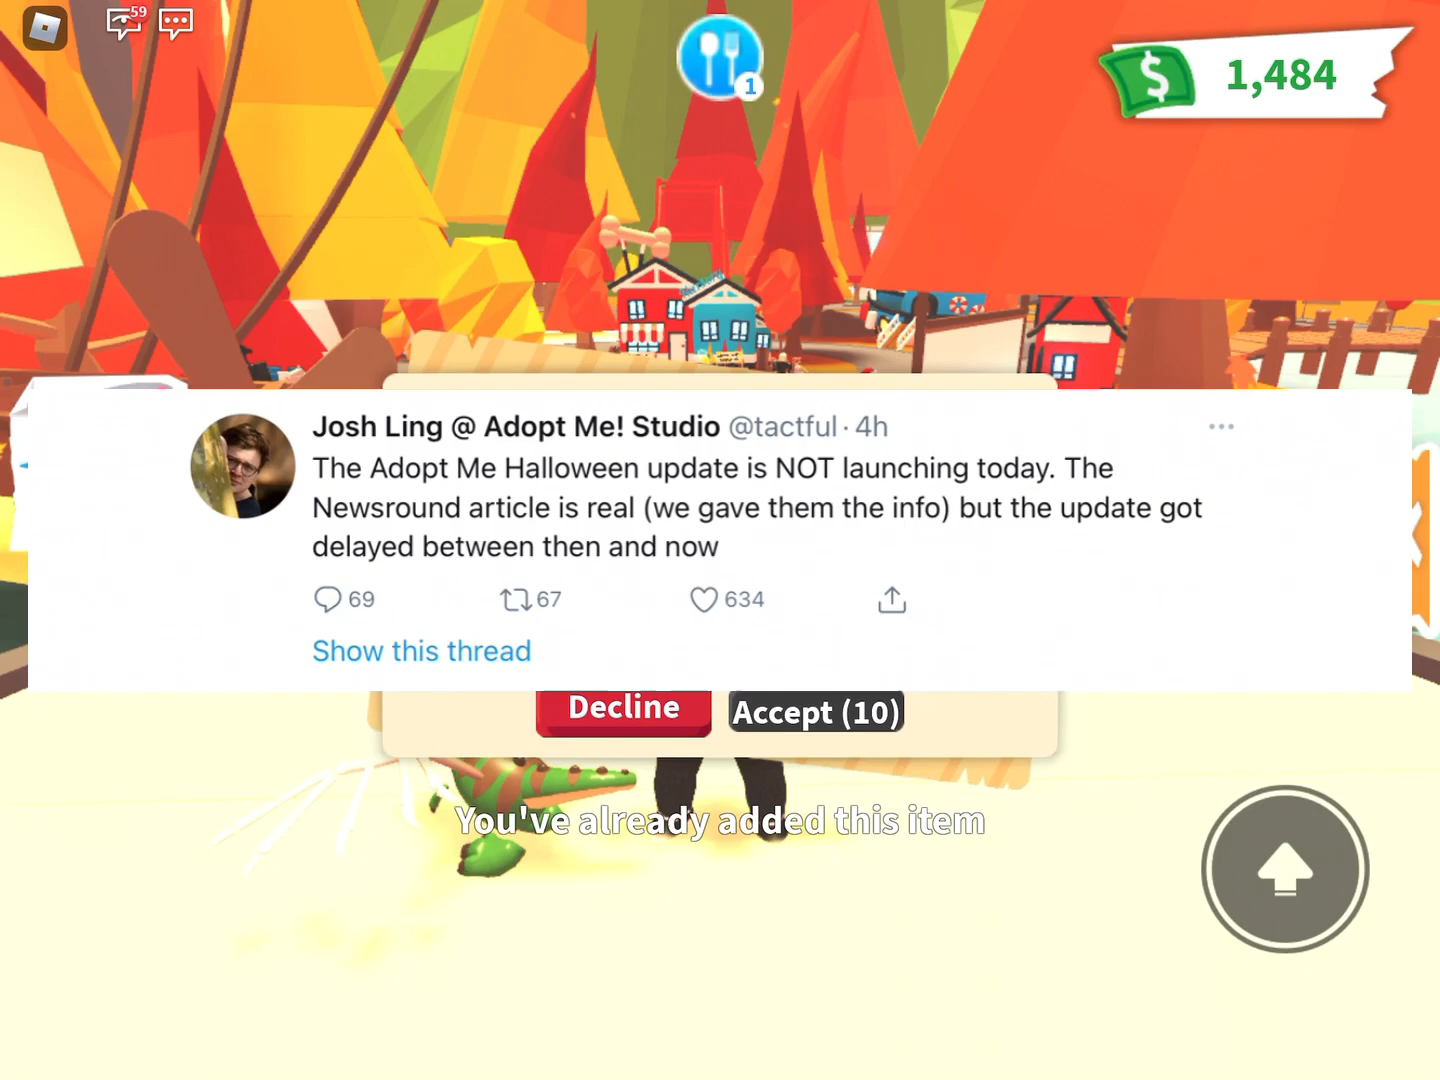 59
1
1,484
Josh Ling @ Adopt Me! Studio @tactful · 4h
The Adopt Me Halloween update is NOT launching today. The
Newsround article is real (we gave them the info) but the update got
delayed between then and now
69 67 634
Show this thread
Decline Accept (10)
You've already added this item